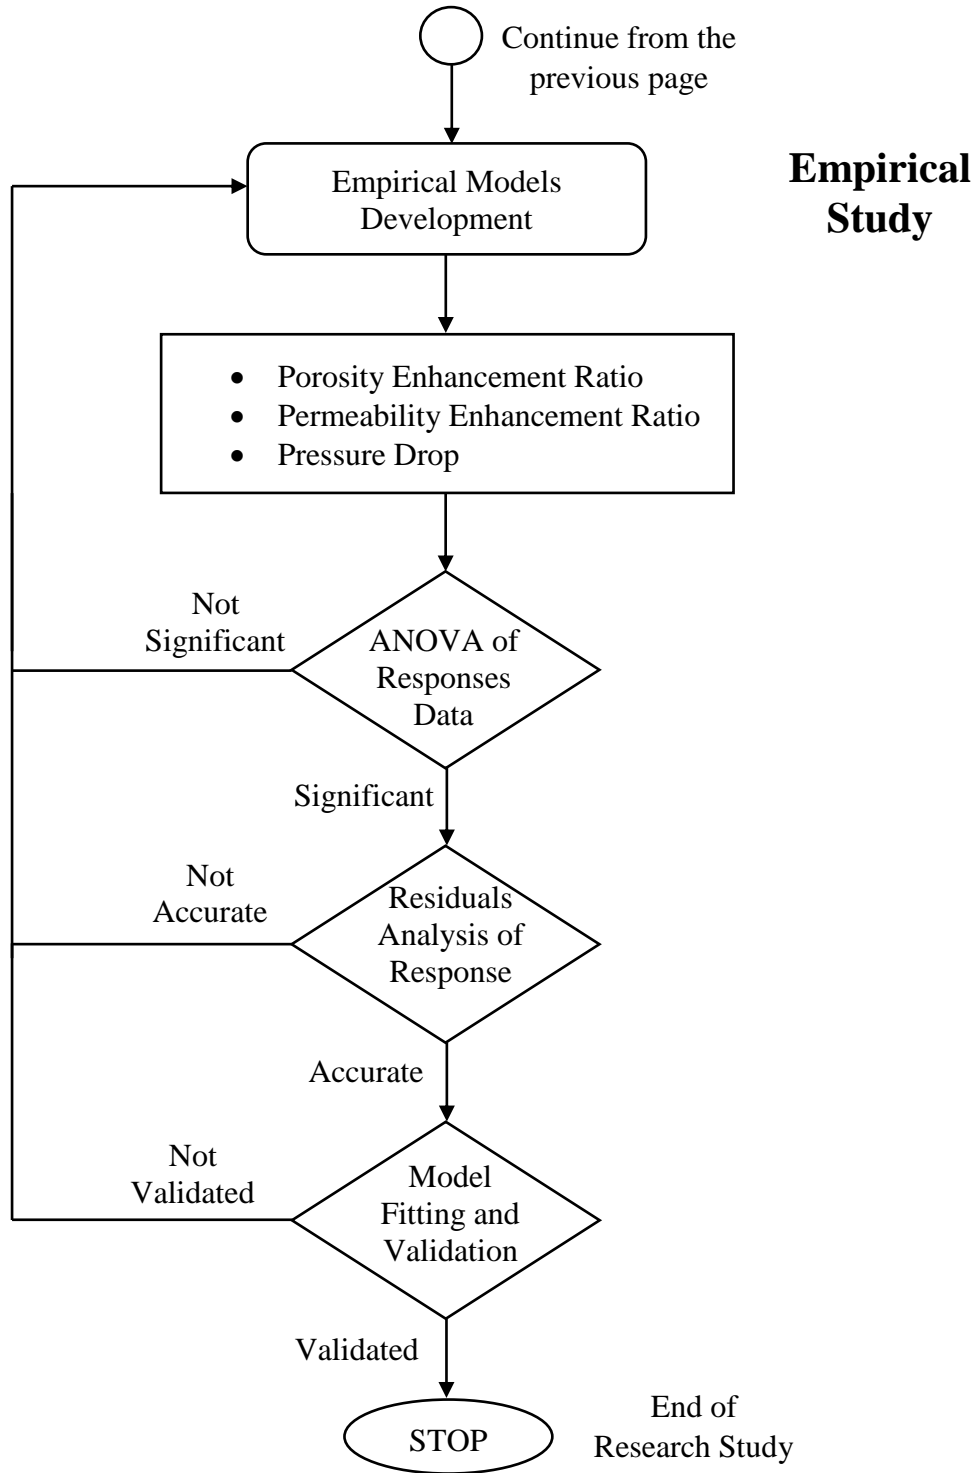 Continue from the
previous page
Empirical
Study
Empirical Models
Development
• Porosity Enhancement Ratio
• Permeability Enhancement Ratio
• Pressure Drop
Not
Significant
ANOVA of
Responses
Data
Significant
Not
Accurate
Residuals
Analysis of
Response
Accurate
Not
Validated
Model
Fitting and
Validation
Validated
STOP
End of
Research Study